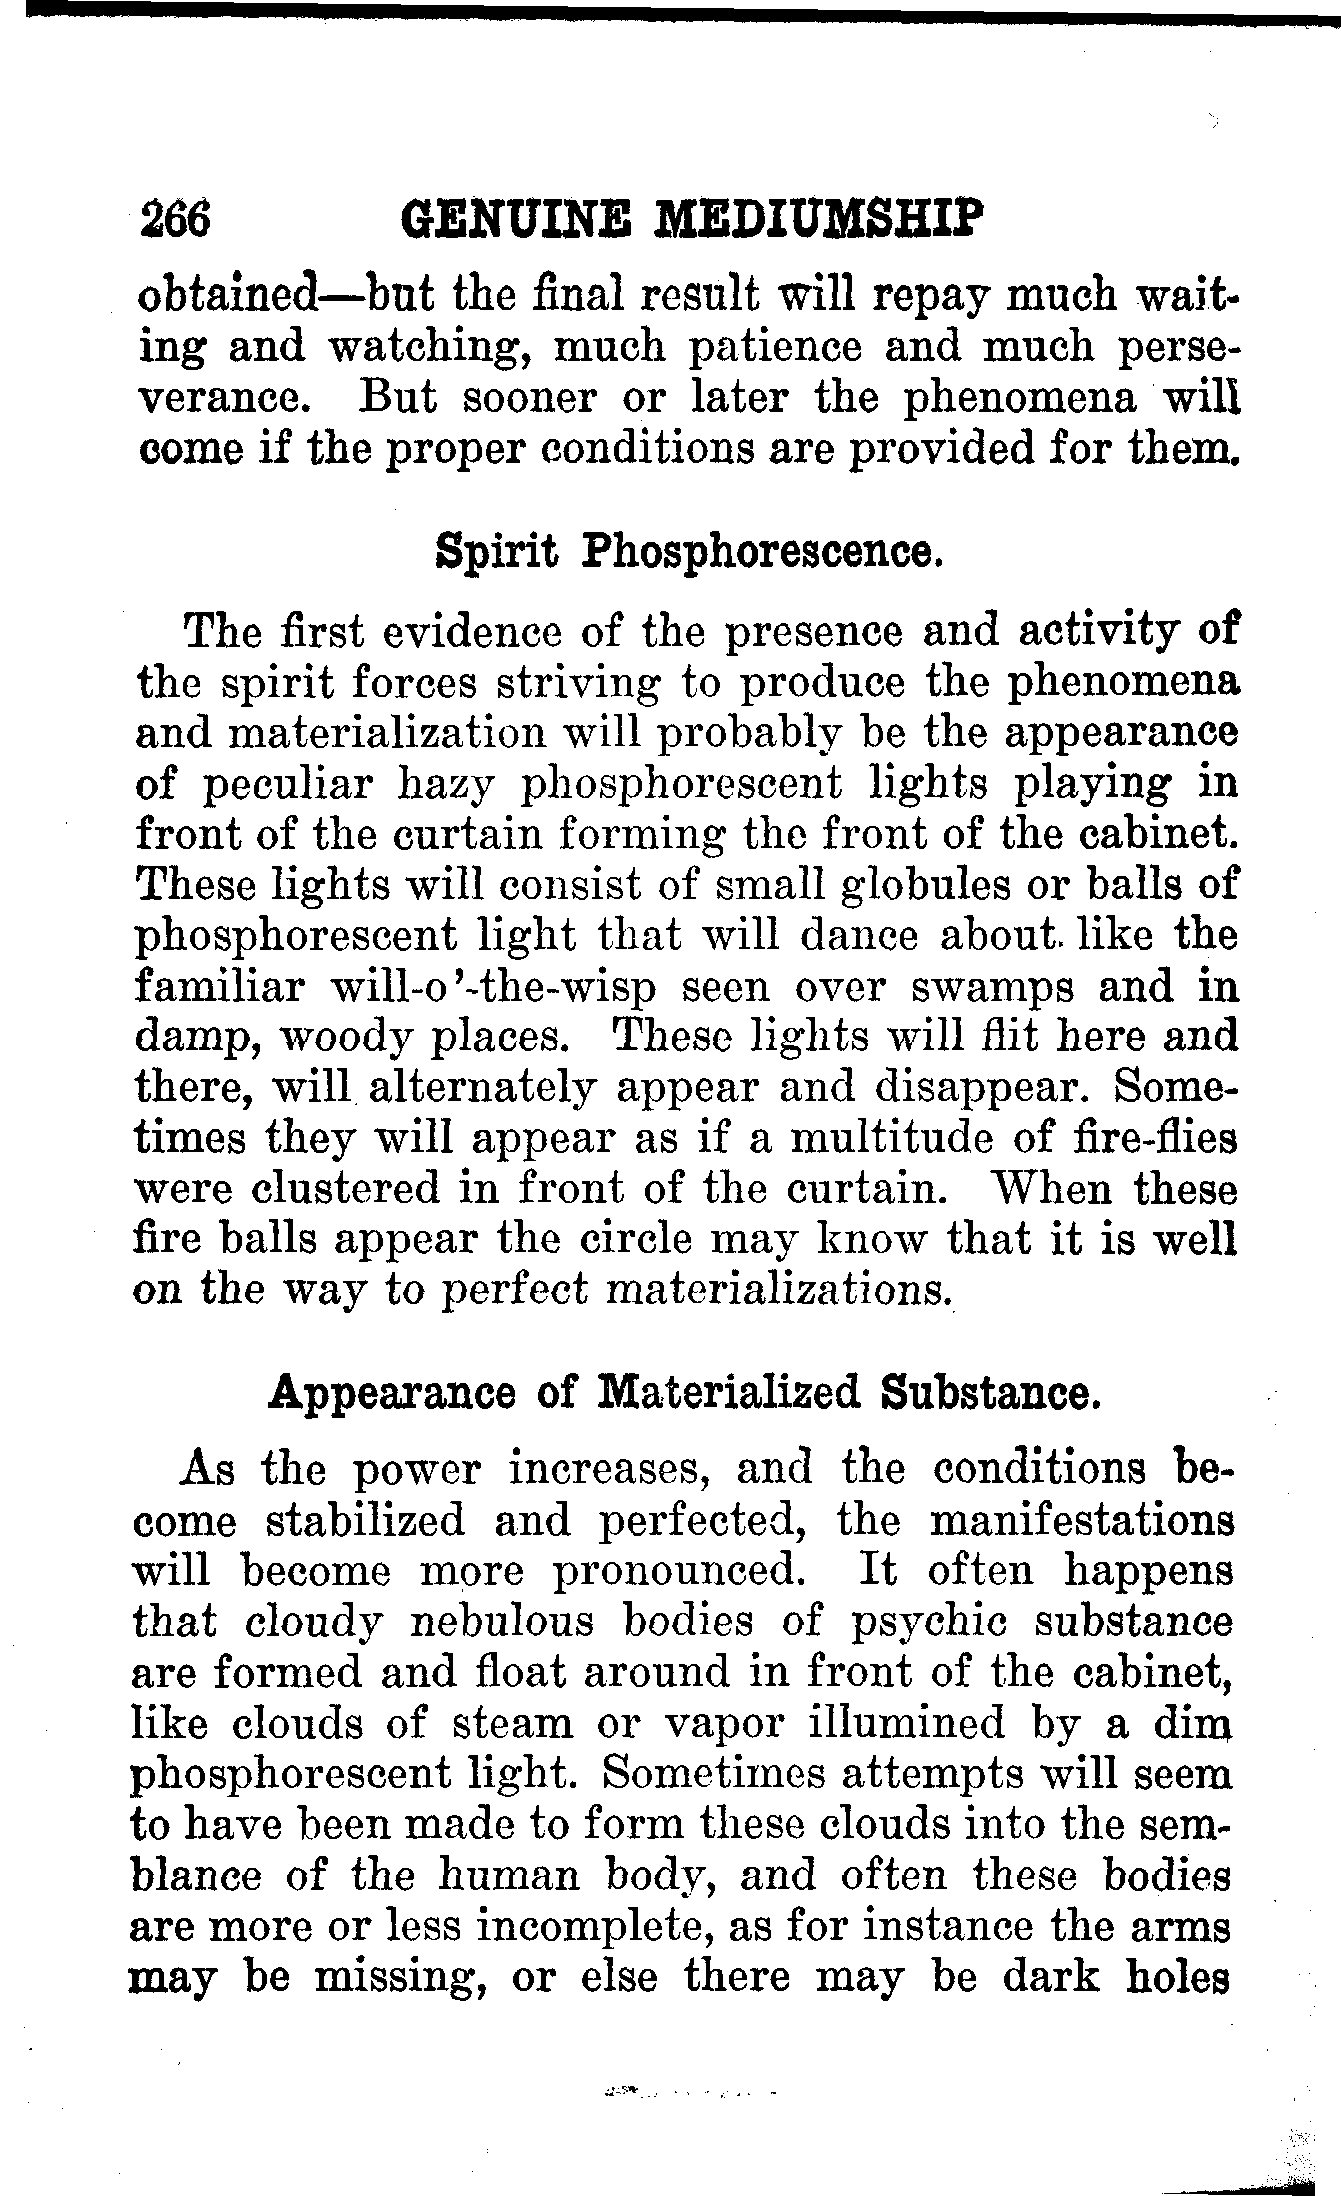 266 GENUINE MEDIUMSHIP
obtained—but the final result will repay much wait-
ing and watching, much patience and much perse-
verance. But sooner or later the phenomena will
come if the proper conditions are provided for them.
Spirit Phosphorescence.
The first evidence of the presence and activity of
the spirit forces striving to produce the phenomena
and materialization will probably be the appearance
of peculiar hazy phosphorescent lights playing in
front of the curtain forming the front of the cabinet.
These lights will consist of small globules or balls of
phosphorescent light that will dance about. like the
familiar will-o'-the-wisp seen over swamps and in
damp, woody places. These lights will flit here and
there, will alternately appear and disappear. Some-
times they will appear as if a multitude of fire-flies
were clustered in front of the curtain. When these
fire balls appear the circle may know that it is well
on the way to perfect materializations.
Appearance of Materialized Substance.
As the power increases, and the conditions be-
come stabilized and perfected, the manifestations
will become more pronounced. It often happens
that cloudy nebulous bodies of psychic substance
are formed and float around in front of the cabinet,
like clouds of steam or vapor illumined by a dim
phosphorescent light. Sometimes attempts will seem
to have been made to form these clouds into the sem-
blance of the human body, and often these bodies
are more or less incomplete, as for instance the arms
may be missing, or else there may be dark holes